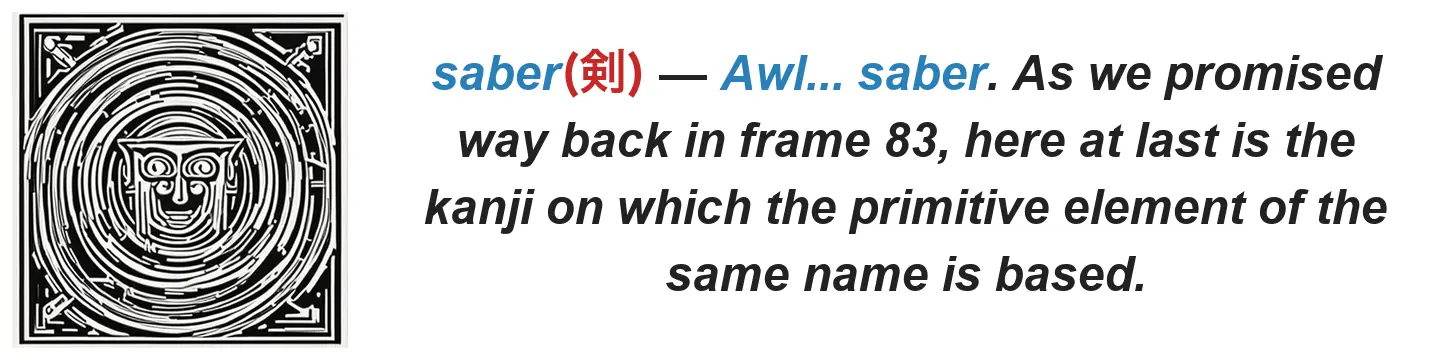 saber(剣) — Awl... saber. As we promised
way back in frame 83, here at last is the
kanji on which the primitive element of the
same name is based.